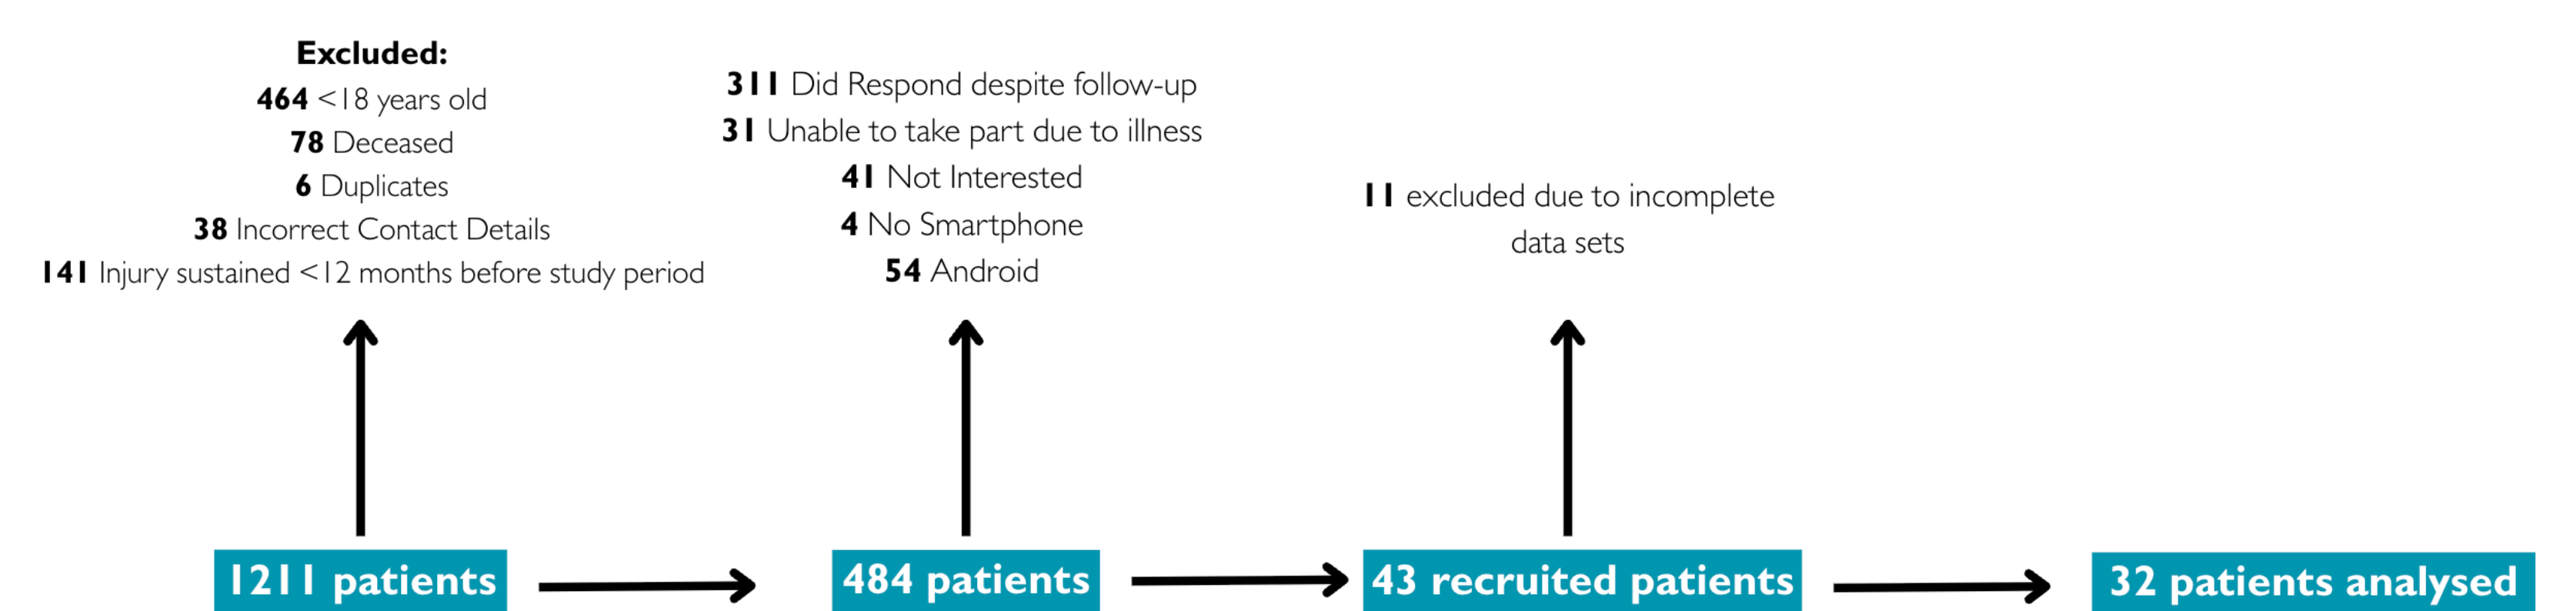 Excluded:
464 <18 years old
78 Deceased
6 Duplicates
38 Incorrect Contact Details
141 Injury sustained <12 months before study period
311 Did Respond despite follow-up
31 Unable to take part due to illness
41 Not Interested
4 No Smartphone
54 Android
11 excluded due to incomplete
data sets
1211 patients
484 patients
43 recruited patients
32 patients analysed